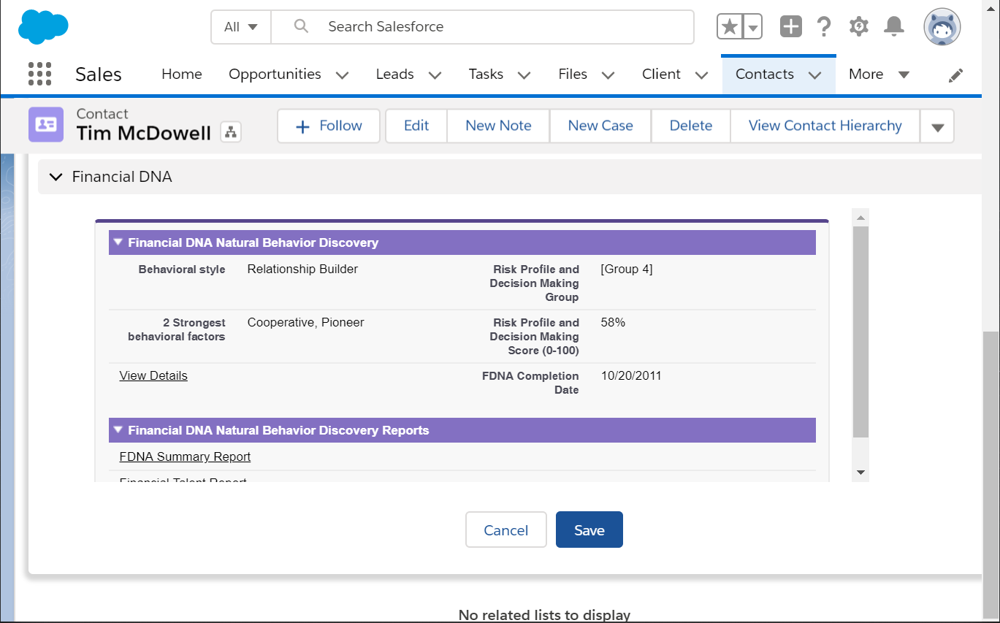 All
Search Salesforce
Sales
Home
Opportunities
Leads
Tasks
Files
Client
Contacts
More
Contact
Tim McDowell
+ Follow
Edit
New Note
New Case
Delete
View Contact Hierarchy
Financial DNA
Financial DNA Natural Behavior Discovery
Behavioral style
Relationship Builder
Risk Profile and
Decision Making
Group
[Group 4]
2 Strongest
behavioral factors
Cooperative, Pioneer
Risk Profile and
Decision Making
Score (0-100)
58%
View Details
FDNA Completion
Date
10/20/2011
Financial DNA Natural Behavior Discovery Reports
FDNA Summary Report
Financial Talent Report
Cancel
Save
No related lists to display